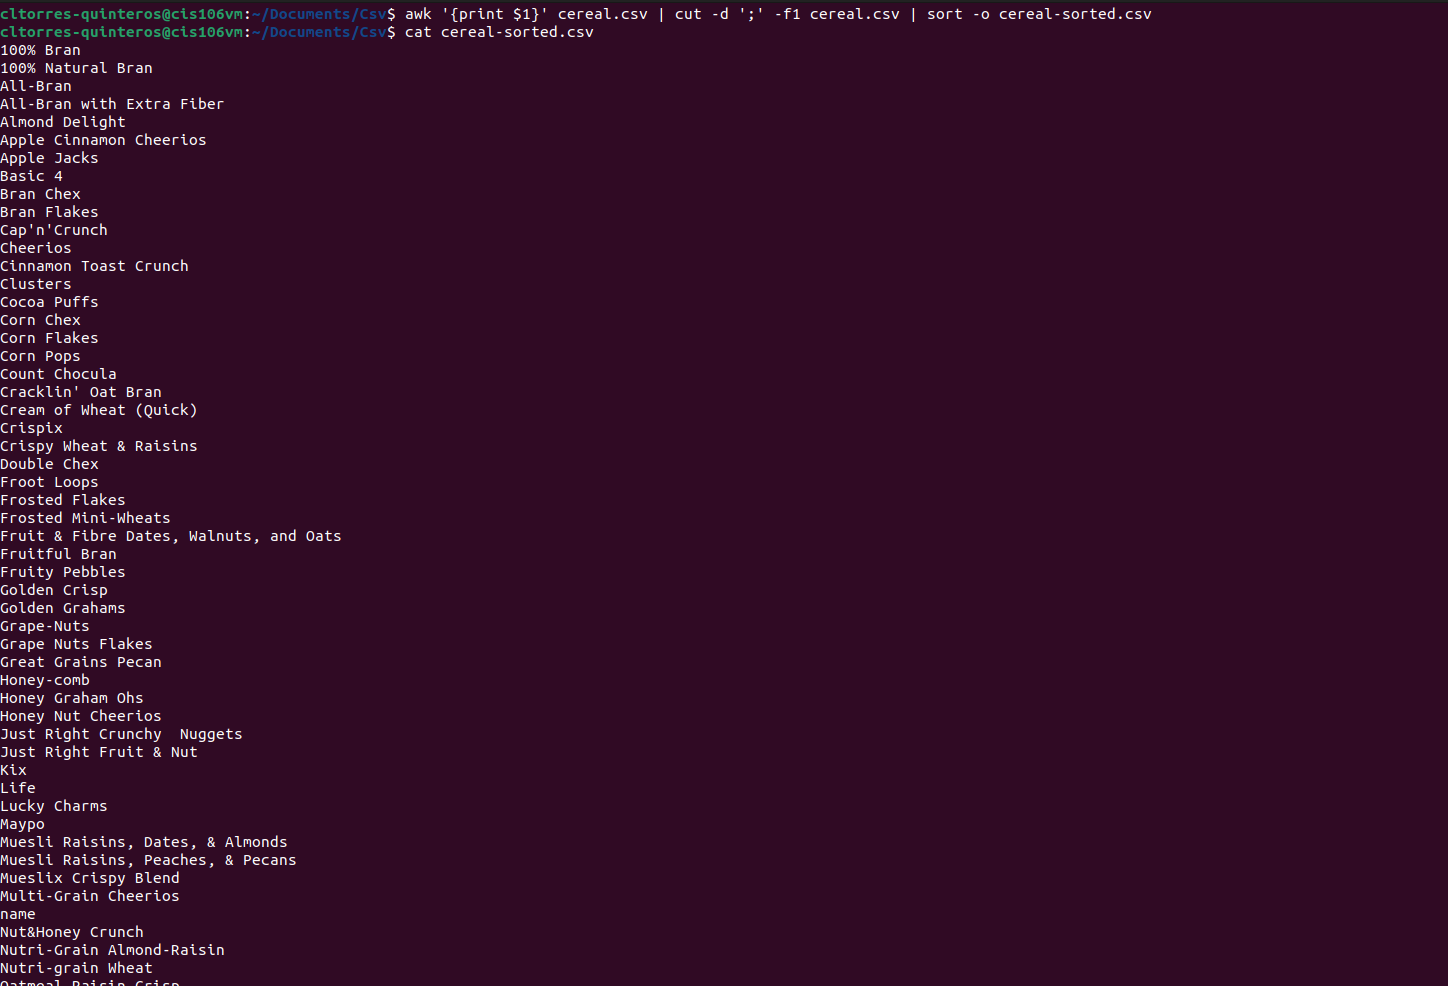 cltorres-quinteros@cis106vm:~/Documents/Csv$ awk '{print $1}' cereal.csv | cut -d ';' -f1 cereal.csv | sort -o cereal-sorted.csv
cltorres-quinteros@cis106vm:~/Documents/Csv$ cat cereal-sorted.csv
100% Bran
100% Natural Bran
All-Bran
All-Bran with Extra Fiber
Almond Delight
Apple Cinnamon Cheerios
Apple Jacks
Basic 4
Bran Chex
Bran Flakes
Cap'n'Crunch
Cheerios
Cinnamon Toast Crunch
Clusters
Cocoa Puffs
Corn Chex
Corn Flakes
Corn Pops
Count Chocula
Cracklin' Oat Bran
Cream of Wheat (Quick)
Crispix
Crispy Wheat & Raisins
Double Chex
Froot Loops
Frosted Flakes
Frosted Mini-Wheats
Fruit & Fibre Dates, Walnuts, and Oats
Fruitful Bran
Fruity Pebbles
Golden Crisp
Golden Grahams
Grape-Nuts
Grape Nuts Flakes
Great Grains Pecan
Honey-comb
Honey Graham Ohs
Honey Nut Cheerios
Just Right Crunchy  Nuggets
Just Right Fruit & Nut
Kix
Life
Lucky Charms
Maypo
Muesli Raisins, Dates, & Almonds
Muesli Raisins, Peaches, & Pecans
Mueslix Crispy Blend
Multi-Grain Cheerios
name
Nut&Honey Crunch
Nutri-Grain Almond-Raisin
Nutri-grain Wheat
Oatmeal Raisin Crisp